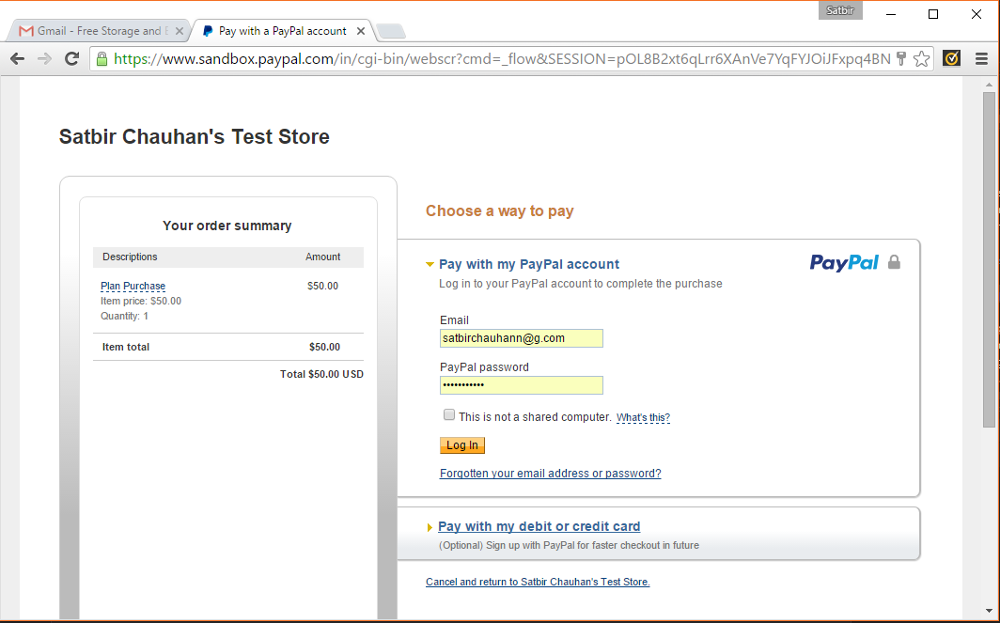 Satbir
Gmail - Free Storage and E
Pay with a PayPal account
https://www.sandbox.paypal.com/in/cgi-bin/webscr?cmd=_flow&SESSION=pOL8B2xt6qLrr6XAnVe7YqFYJOiJFxpq4BN
Satbir Chauhan's Test Store
Your order summary
Descriptions Amount
Plan Purchase $50.00
Item price: $50.00
Quantity: 1
Item total $50.00
Total $50.00 USD
Choose a way to pay
Pay with my PayPal account
PayPal
Log in to your PayPal account to complete the purchase
Email
satbirchauhann@g.com
PayPal password
•••••••••••
This is not a shared computer. What's this?
Log In
Forgotten your email address or password?
Pay with my debit or credit card
(Optional) Sign up with PayPal for faster checkout in future
Cancel and return to Satbir Chauhan's Test Store.